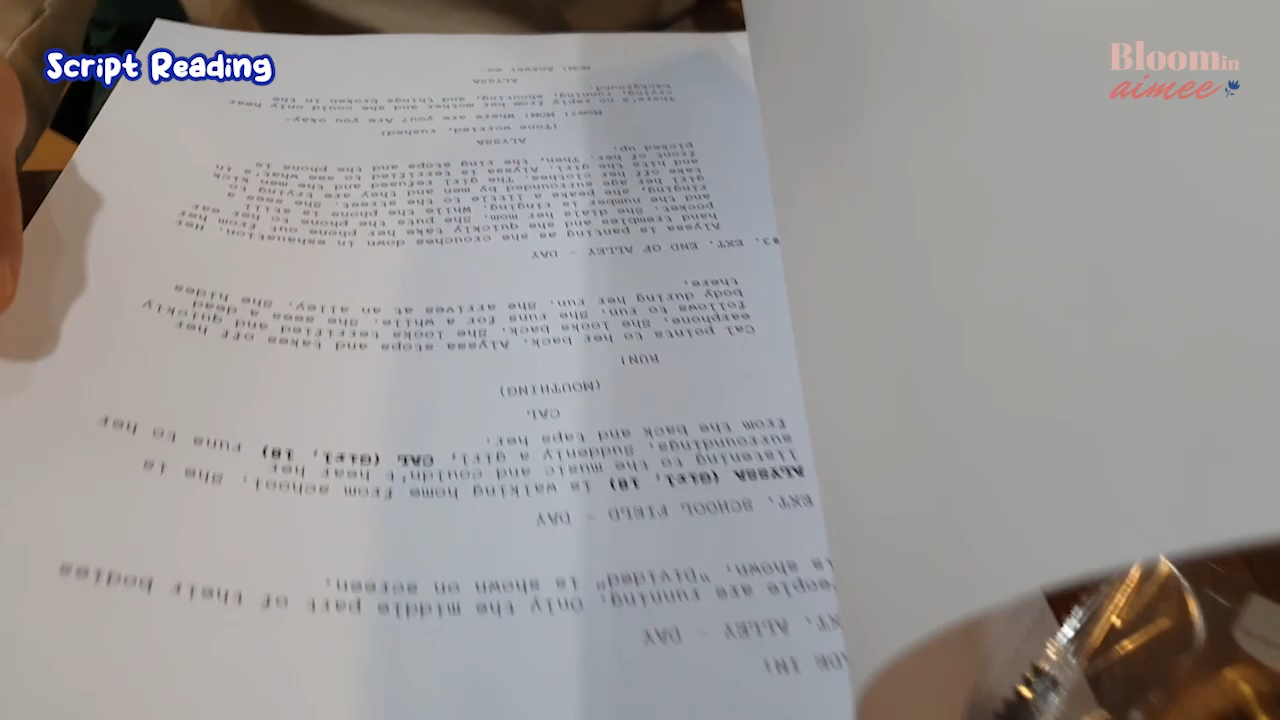 Script Reading
Bloom in
aimee
ADE IN:
XT. ALLEY - DAY
eople are running. Only the middle part of their bodies
s shown. "Divided" is shown on screen.
EXT. SCHOOL FIELD - DAY
ALYSSA (Girl, 18) is walking home from school. She is
listening to the music and couldn't hear her
surroundings. Suddenly a girl, CAL (Girl, 18) runs to her
from the back and taps her.
CAL
(MOUTHING)
RUN!
Cal points to her back. Alyssa stops and takes off her
earphone. She looks back. She looks terrified and quickly
follows to run. She runs for a while. She sees a dead
body during her run. She arrives at an alley. She hides
there.
03. EXT. END OF ALLEY - DAY
Alyssa is panting as she crouches down in exhaustion. Her
hand trembles and she quickly take her phone out from her
pocket. She dials her mom. She puts the phone to her ear
and the number is ringing. While the phone is still
ringing, she peaks a little to the street. She sees a
girl her age surrounded by men and they are trying to
take off her clothes. The girl refused and the men kick
and hits the girl. Alyssa is terrified to see what's in
front of her. Then, the ring stops and the phone is
picked up.
ALYSSA
(Tone worried, rushed)
Mom?! Mom! Where are you? Are you okay-
There's no reply from her mother and she could only hear
crying, running, shouting, and things broken in the
background.
ALYSSA
Mom! Answer me-